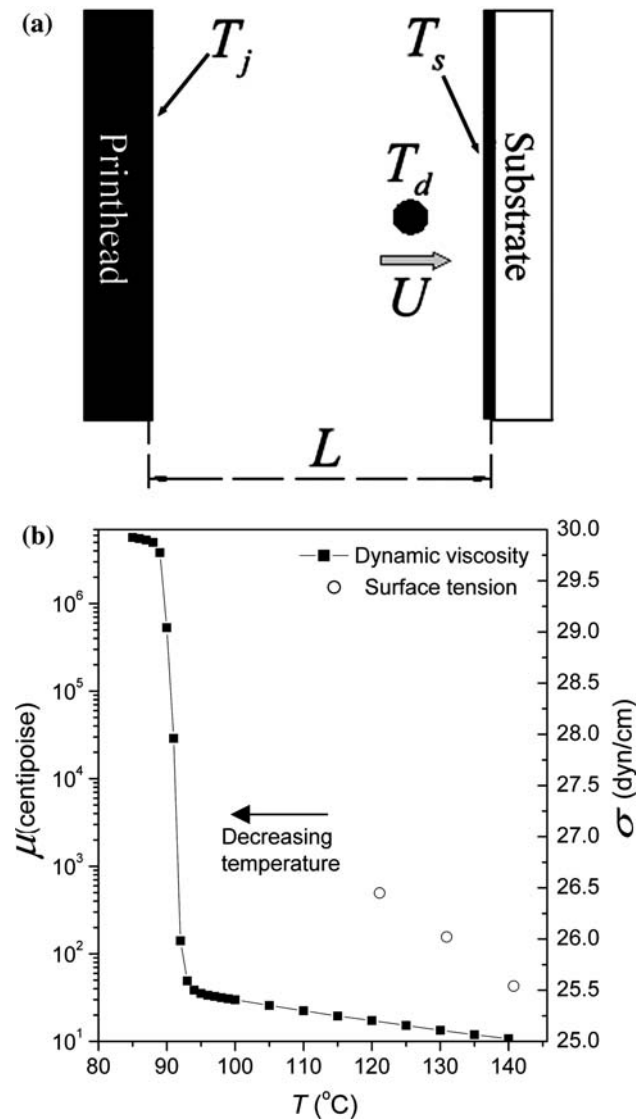 (a)
T_j
T_s
Printhead
Substrate
T_d
U
L
(b)
Dynamic viscosity
Surface tension
Decreasing
temperature
μ(centipoise)
10^6
10^5
10^4
10^3
10^2
10^1
σ (dyn/cm)
30.0
29.5
29.0
28.5
28.0
27.5
27.0
26.5
26.0
25.5
25.0
80 90 100 110 120 130 140
T (°C)